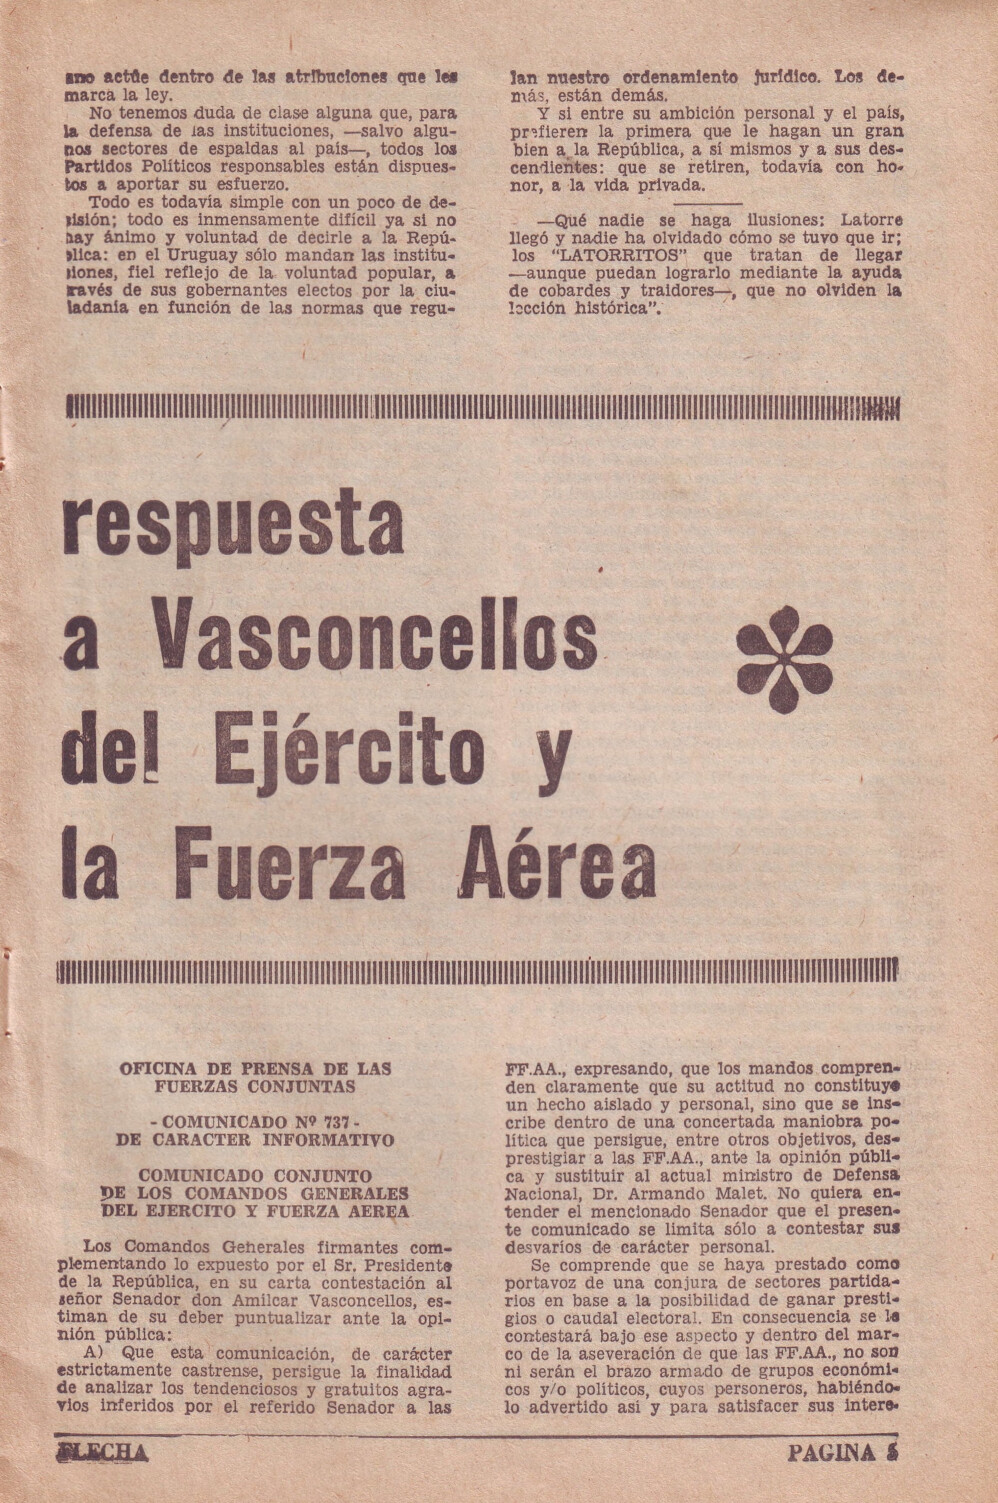 ano actúe dentro de las atribuciones que les
marca la ley.
No tenemos duda de clase alguna que, para
la defensa de las instituciones, —salvo algu-
nos sectores de espaldas al país—, todos los
Partidos Políticos responsables están dispues-
tos a aportar su esfuerzo.
Todo es todavía simple con un poco de de-
isión; todo es inmensamente difícil ya si no
hay ánimo y voluntad de decirle a la Repú-
blica: en el Uruguay sólo mandan las institu-
iones, fiel reflejo de la voluntad popular, a
través de sus gobernantes electos por la ciu-
ladanía en función de las normas que regu-
lan nuestro ordenamiento jurídico. Los de-
más, están demás.
Y si entre su ambición personal y el país,
prefieren la primera que le hagan un gran
bien a la República, a sí mismos y a sus des-
cendientes: que se retiren, todavía con ho-
nor, a la vida privada.
—Qué nadie se haga ilusiones: Latorre
llegó y nadie ha olvidado cómo se tuvo que ir;
los "LATORRITOS" que tratan de llegar
—aunque puedan lograrlo mediante la ayuda
de cobardes y traidores—, que no olviden la
lección histórica".
respuesta
a Vasconcellos
del Ejército y
la Fuerza Aérea
OFICINA DE PRENSA DE LAS
FUERZAS CONJUNTAS
- COMUNICADO Nº 737 -
DE CARACTER INFORMATIVO
COMUNICADO CONJUNTO
DE LOS COMANDOS GENERALES
DEL EJERCITO Y FUERZA AEREA
Los Comandos Generales firmantes com-
plementando lo expuesto por el Sr. Presidente
de la República, en su carta contestación al
señor Senador don Amílcar Vasconcellos, es-
timan de su deber puntualizar ante la opi-
nión pública:
A) Que esta comunicación, de carácter
estrictamente castrense, persigue la finalidad
de analizar los tendenciosos y gratuitos agra-
vios inferidos por el referido Senador a las
FF.AA., expresando, que los mandos compren-
den claramente que su actitud no constituye
un hecho aislado y personal, sino que se ins-
cribe dentro de una concertada maniobra po-
lítica que persigue, entre otros objetivos, des-
prestigiar a las FF.AA., ante la opinión públi-
ca y sustituir al actual ministro de Defensa
Nacional, Dr. Armando Malet. No quiera en-
tender el mencionado Senador que el presen-
te comunicado se limita sólo a contestar sus
desvaríos de carácter personal.
Se comprende que se haya prestado como
portavoz de una conjura de sectores partida-
rios en base a la posibilidad de ganar presti-
gios o caudal electoral. En consecuencia se le
contestará bajo ese aspecto y dentro del mar-
co de la aseveración de que las FF.AA., no son
ni serán el brazo armado de grupos económi-
cos y/o políticos, cuyos personeros, habiéndo-
lo advertido así y para satisfacer sus intere-
FLECHA
PAGINA 5